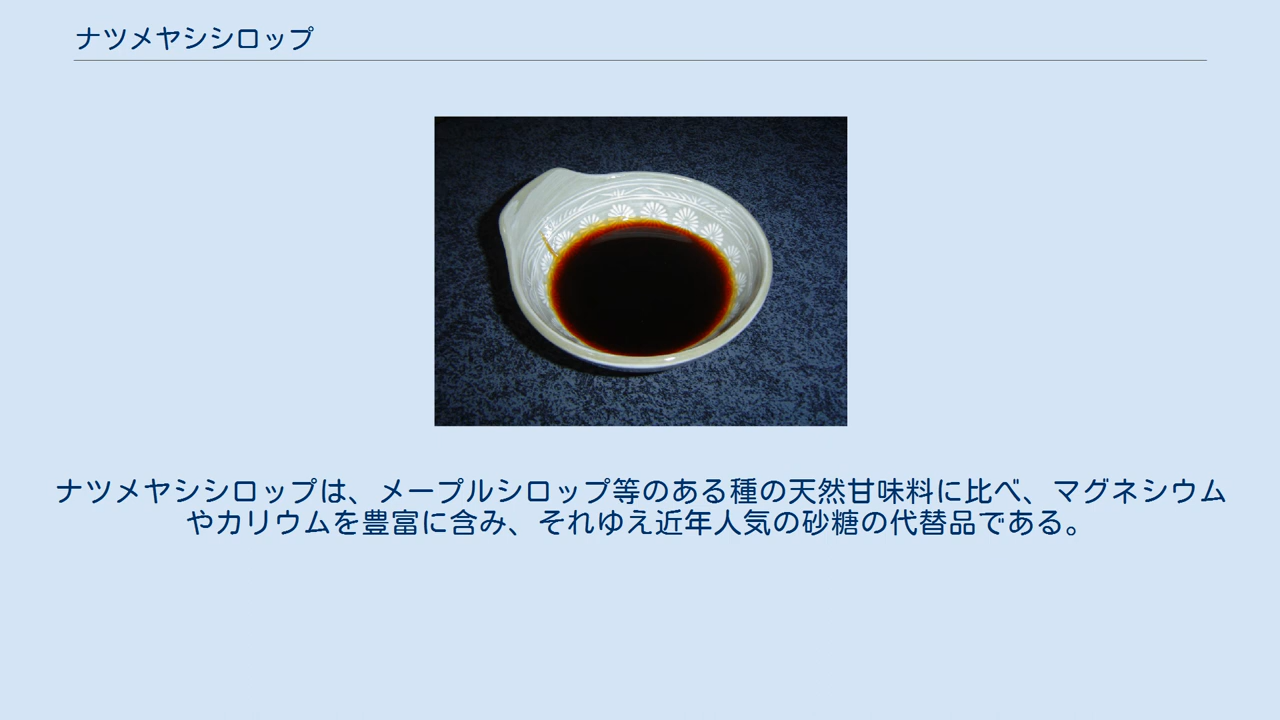 ナツメヤシシロップ
ナツメヤシシロップは、メープルシロップ等のある種の天然甘味料に比べ、マグネシウム
やカリウムを豊富に含み、それゆえ近年人気の砂糖の代替品である。